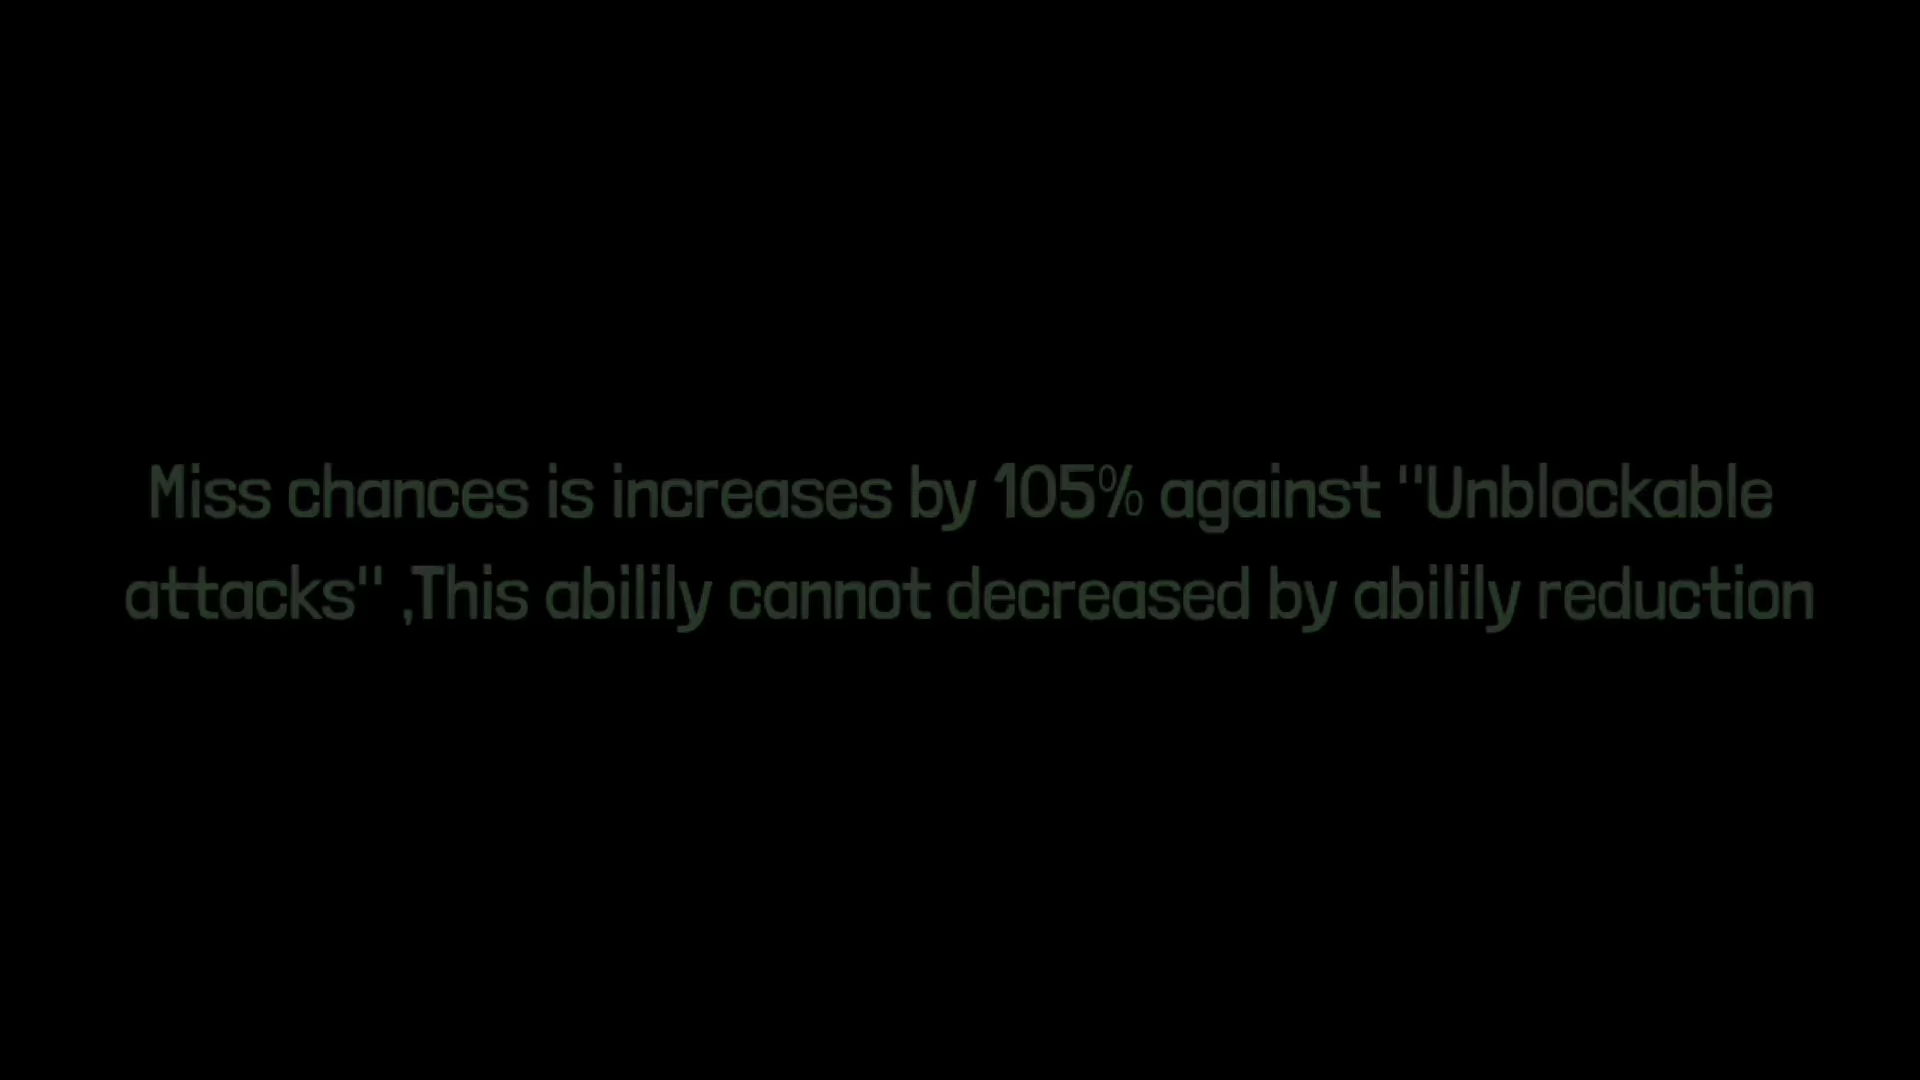 Miss chances is increases by 105% against "Unblockable
attacks" ,This abilily cannot decreased by abilily reduction